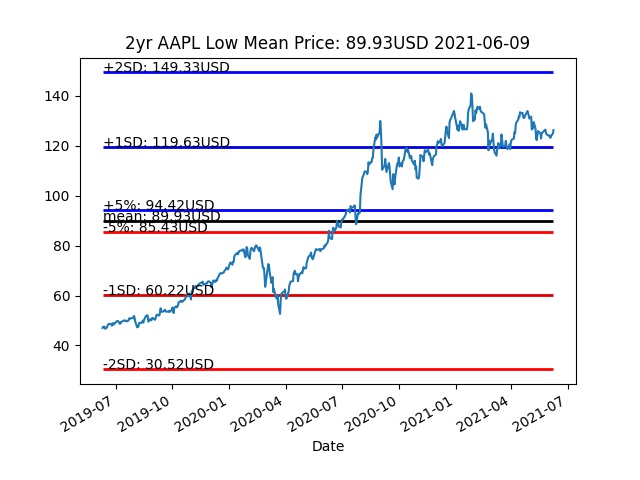 2yr AAPL Low Mean Price: 89.93USD 2021-06-09
+2SD: 149.33USD
140
+1SD: 119.63USD
120
100
+5%: 94.42USD
mean: 89.93USD
-5%: 85.43USD
80
-1SD: 60.22USD
60
40
-2SD: 30.52USD
2019-07 2019-10 2020-01 2020-04 2020-07 2020-10 2021-01 2021-04 2021-07
Date